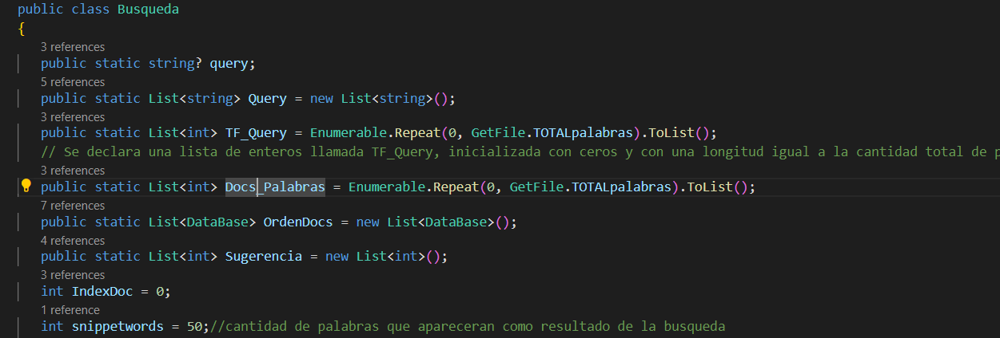 public class Busqueda
{
3 references
public static string? query;
5 references
public static List<string> Query = new List<string>();
3 references
public static List<int> TF_Query = Enumerable.Repeat(0, GetFile.TOTALpalabras).ToList();
// Se declara una lista de enteros llamada TF_Query, inicializada con ceros y con una longitud igual a la cantidad total de p
3 references
public static List<int> Docs_Palabras = Enumerable.Repeat(0, GetFile.TOTALpalabras).ToList();
7 references
public static List<DataBase> OrdenDocs = new List<DataBase>();
4 references
public static List<int> Sugerencia = new List<int>();
3 references
int IndexDoc = 0;
1 reference
int snippetwords = 50;//cantidad de palabras que apareceran como resultado de la busqueda